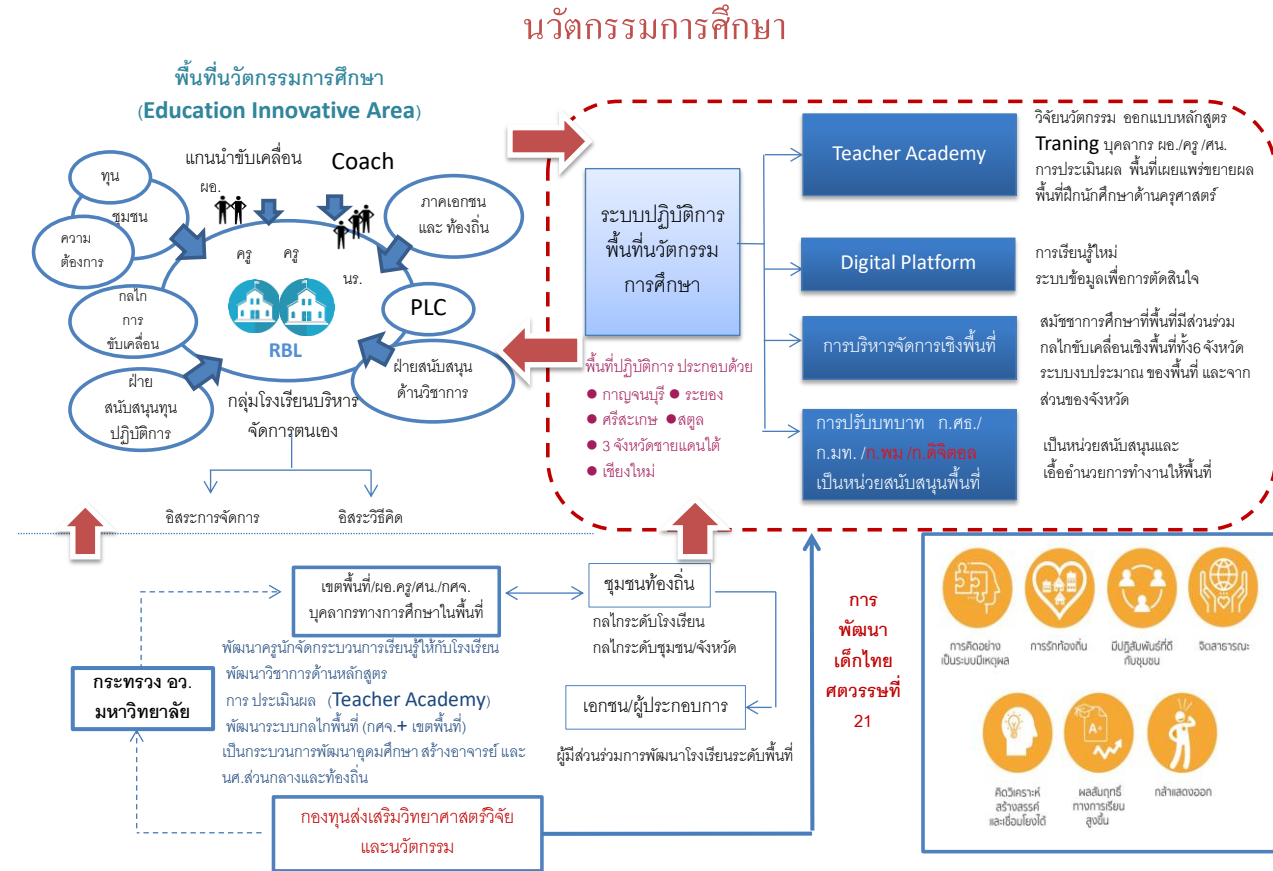 นวัตกรรมการศึกษา
พื้นที่นวัตกรรมการศึกษา
(Education Innovative Area)
แกนนำขับเคลื่อน
Coach
ทุน
ผอ.
ชุมชน
ความ
ต้องการ
ภาคเอกชน
และ ท้องถิ่น
ครู
ครู
นร.
กลไก
การ
ขับเคลื่อน
PLC
RBL
ฝ่าย
สนับสนุนทุน
ปฏิบัติการ
ฝ่ายสนับสนุน
ด้านวิชาการ
กลุ่มโรงเรียนบริหาร
จัดการตนเอง
อิสระการจัดการ
อิสระวิธีคิด
ระบบปฏิบัติการ
พื้นที่นวัตกรรม
การศึกษา
พื้นที่ปฏิบัติการ ประกอบด้วย
● กาญจนบุรี ● ระยอง
● ศรีสะเกษ ●สตูล
● 3 จังหวัดชายแดนใต้
● เชียงใหม่
Teacher Academy
วิจัยนวัตกรรม ออกแบบหลักสูตร
Traning บุคลากร ผอ./ครู /ศน.
การประเมินผล พื้นที่เผยแพร่ขยายผล
พื้นที่ฝึกนักศึกษาด้านครุศาสตร์
Digital Platform
การเรียนรู้ใหม่
ระบบข้อมูลเพื่อการตัดสินใจ
การบริหารจัดการเชิงพื้นที่
สมัชชาการศึกษาที่พื้นที่มีส่วนร่วม
กลไกขับเคลื่อนเชิงพื้นที่ทั้ง6 จังหวัด
ระบบงบประมาณ ของพื้นที่ และจาก
ส่วนของจังหวัด
การปรับบทบาท ก.ศธ./
ก.มท. /ก.พม /ก.ดิจิตอล
เป็นหน่วยสนับสนุนพื้นที่
เป็นหน่วยสนับสนุนและ
เอื้ออำนวยการทำงานให้พื้นที่
เขตพื้นที่/ผอ.ครู/ศน./กศจ.
บุคลากรทางการศึกษาในพื้นที่
ชุมชนท้องถิ่น
กลไกระดับโรงเรียน
กลไกระดับชุมชน/จังหวัด
กระทรวง อว.
มหาวิทยาลัย
พัฒนาครูนักจัดกระบวนการเรียนรู้ให้กับโรงเรียน
พัฒนาวิชาการด้านหลักสูตร
การ ประเมินผล (Teacher Academy)
พัฒนาระบบกลไกพื้นที่ (กศจ.+ เขตพื้นที่)
เป็นกระบวนการพัฒนาอุดมศึกษา สร้างอาจารย์ และ
นศ.ส่วนกลางและท้องถิ่น
เอกชน/ผู้ประกอบการ
ผู้มีส่วนร่วมการพัฒนาโรงเรียนระดับพื้นที่
กองทุนส่งเสริมวิทยาศาสตร์วิจัย
และนวัตกรรม
การ
พัฒนา
เด็กไทย
ศตวรรษที่
21
การคิดอย่าง
เป็นระบบมีเหตุผล
การรักท้องถิ่น
มีปฏิสัมพันธ์ที่ดี
กับชุมชน
จิตสาธารณะ
คิดวิเคราะห์
สร้างสรรค์
และเชื่อมโยงได้
A+
ผลสัมฤทธิ์
ทางการเรียน
สูงขึ้น
กล้าแสดงออก